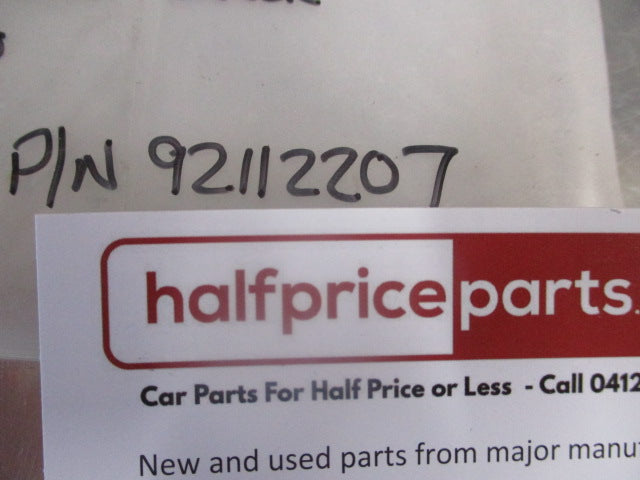 P/N 92112207
halfpriceparts.
Car Parts For Half Price or Less - Call 0412
New and used parts from major manu